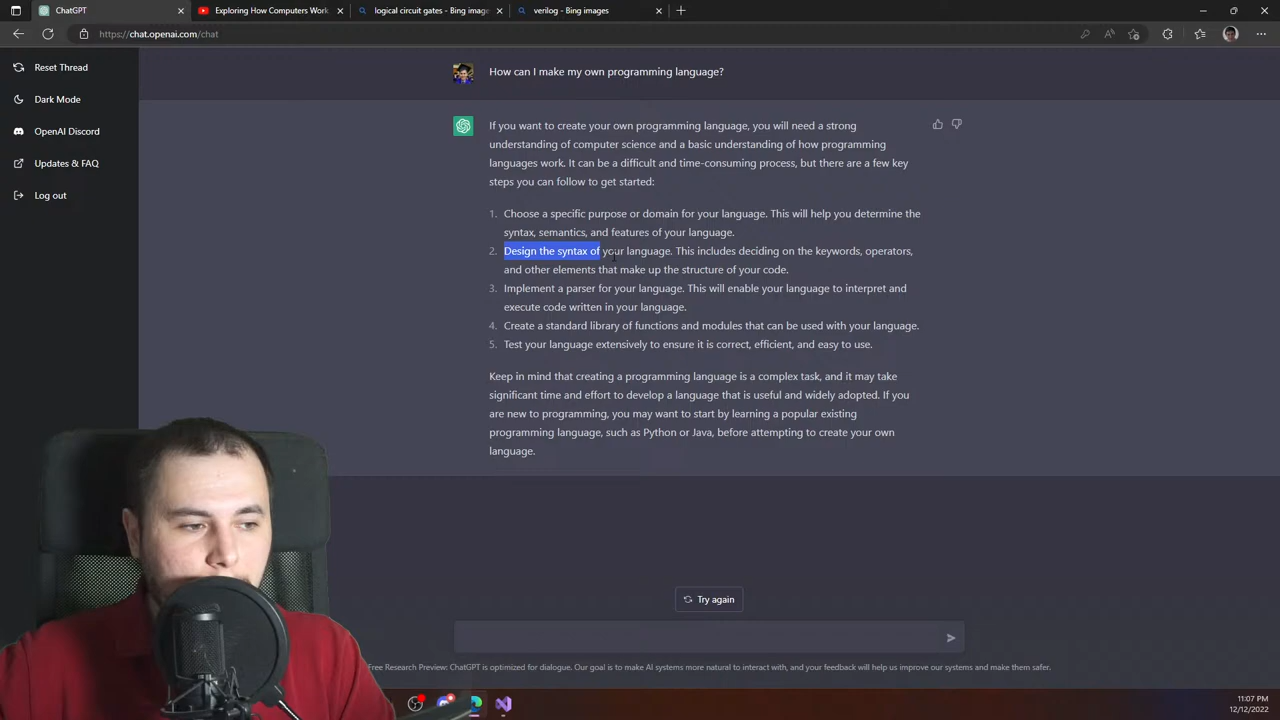 ChatGPT
Exploring How Computers Work
logical circuit gates - Bing image
verilog - Bing images
https://chat.openai.com/chat
Reset Thread
Dark Mode
OpenAI Discord
Updates & FAQ
Log out
How can I make my own programming language?
If you want to create your own programming language, you will need a strong
understanding of computer science and a basic understanding of how programming
languages work. It can be a difficult and time-consuming process, but there are a few key
steps you can follow to get started:
1. Choose a specific purpose or domain for your language. This will help you determine the
syntax, semantics, and features of your language.
2. Design the syntax of your language. This includes deciding on the keywords, operators,
and other elements that make up the structure of your code.
3. Implement a parser for your language. This will enable your language to interpret and
execute code written in your language.
4. Create a standard library of functions and modules that can be used with your language.
5. Test your language extensively to ensure it is correct, efficient, and easy to use.
Keep in mind that creating a programming language is a complex task, and it may take
significant time and effort to develop a language that is useful and widely adopted. If you
are new to programming, you may want to start by learning a popular existing
programming language, such as Python or Java, before attempting to create your own
language.
Try again
Free Research Preview: ChatGPT is optimized for dialogue. Our goal is to make AI systems more natural to interact with, and your feedback will help us improve our systems and make them safer.
11:07 PM
12/12/2022